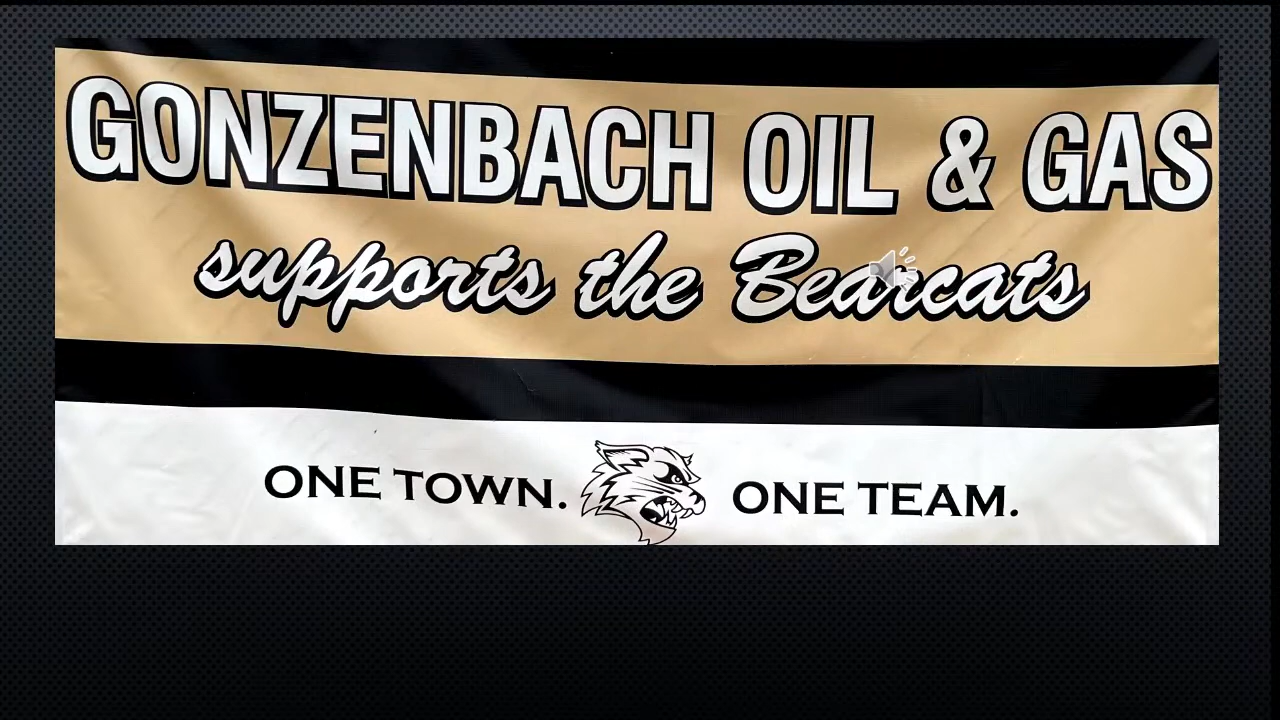 GONZENBACH OIL & GAS
supports the Bearcats
ONE TOWN. ONE TEAM.